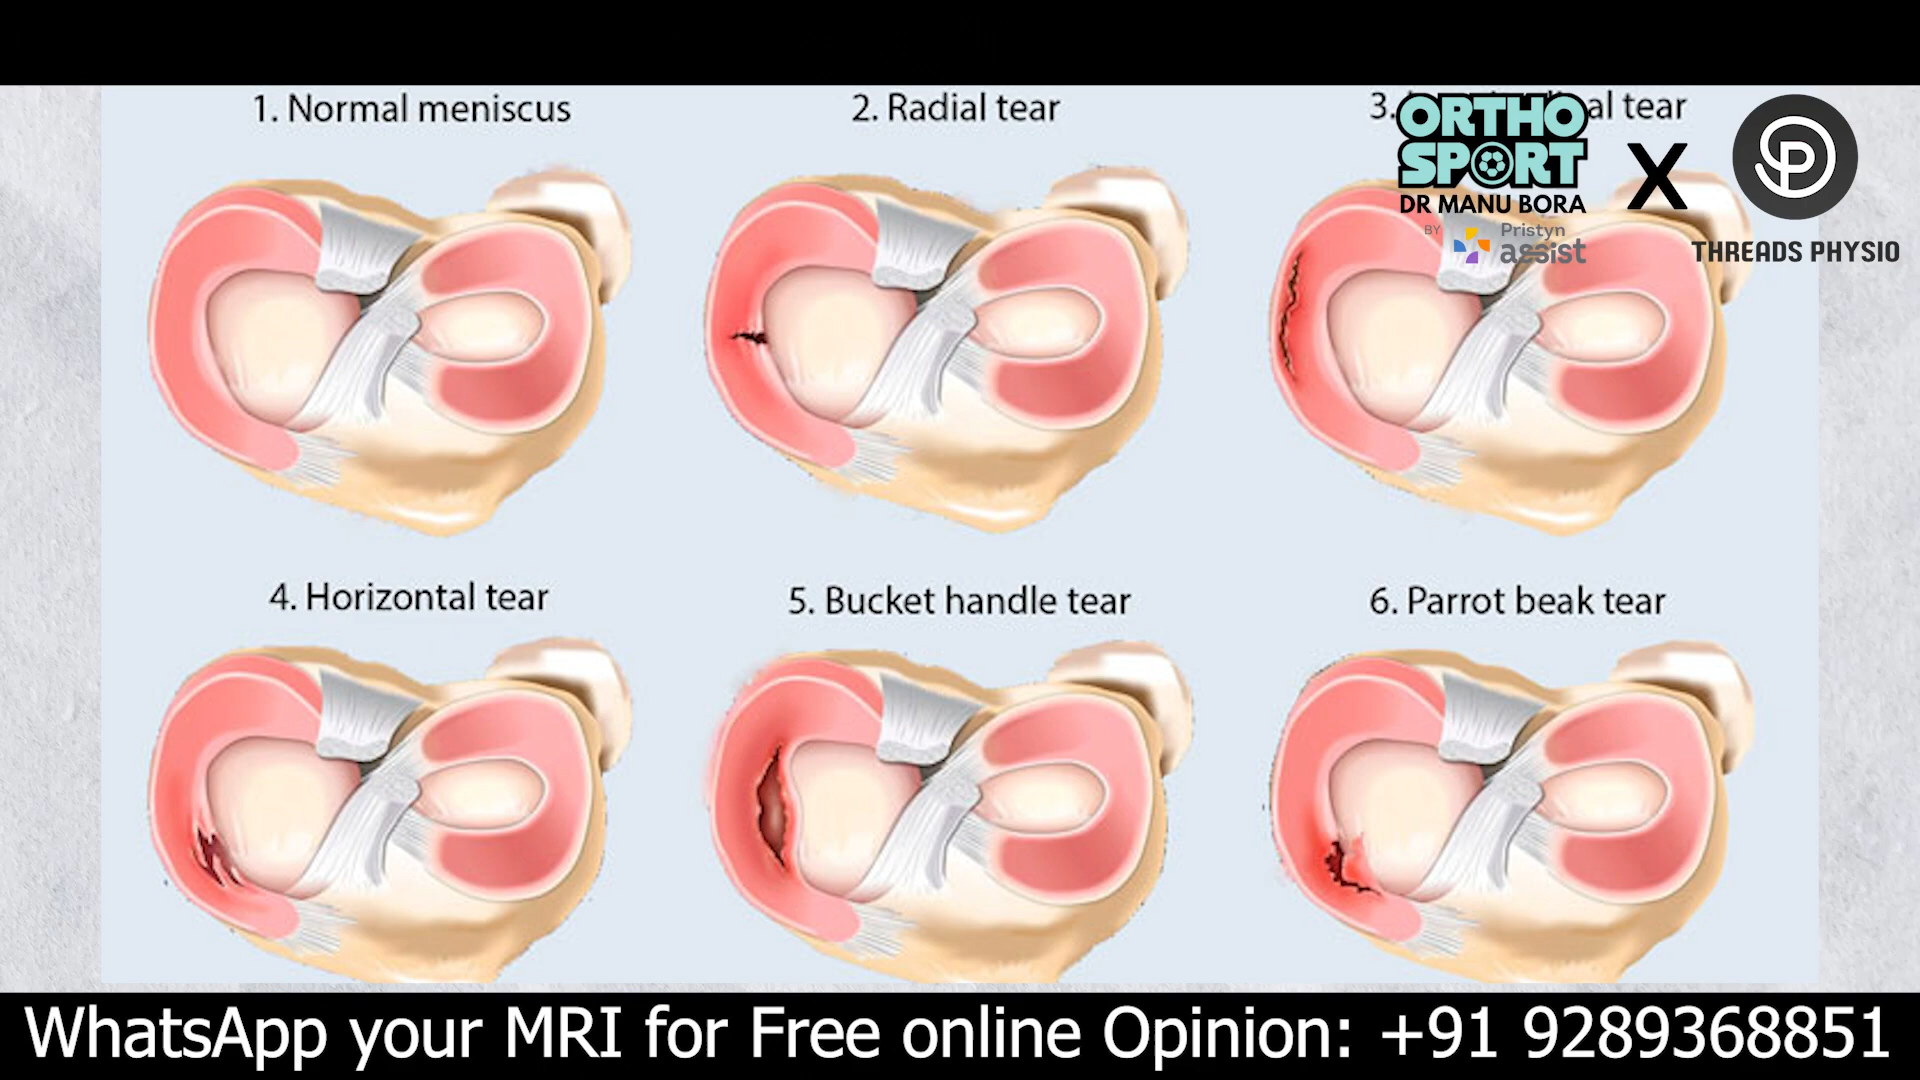 1. Normal meniscus
2. Radial tear
3. al tear
ORTHO
SPORT
DR MANU BORA
BY Pristyn
assist
X
THREADS PHYSIO
4. Horizontal tear
5. Bucket handle tear
6. Parrot beak tear
WhatsApp your MRI for Free online Opinion: +91 9289368851